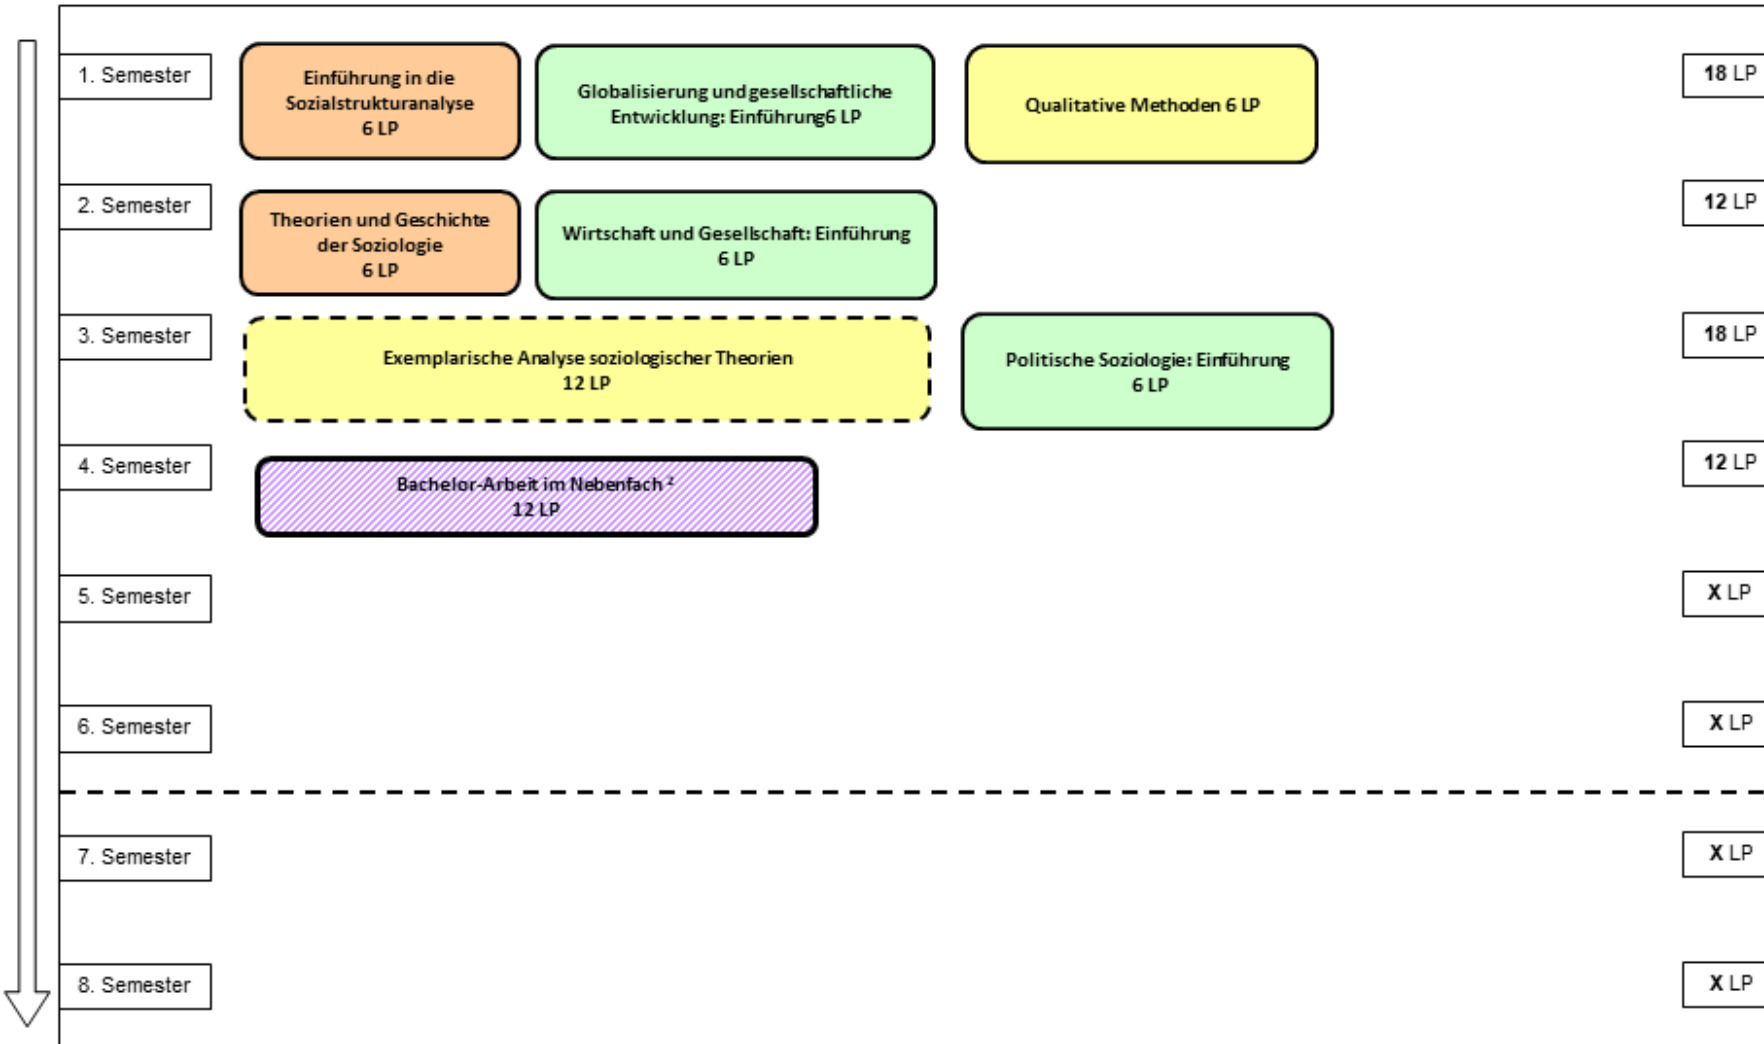 1. Semester
Einführung in die
Sozialstrukturanalyse
6 LP
Globalisierung und gesellschaftliche
Entwicklung: Einführung6 LP
Qualitative Methoden 6 LP
18 LP
2. Semester
Theorien und Geschichte
der Soziologie
6 LP
Wirtschaft und Gesellschaft: Einführung
6 LP
12 LP
3. Semester
Exemplarische Analyse soziologischer Theorien
12 LP
Politische Soziologie: Einführung
6 LP
18 LP
4. Semester
Bachelor-Arbeit im Nebenfach ²
12 LP
12 LP
5. Semester
X LP
6. Semester
X LP
7. Semester
X LP
8. Semester
X LP